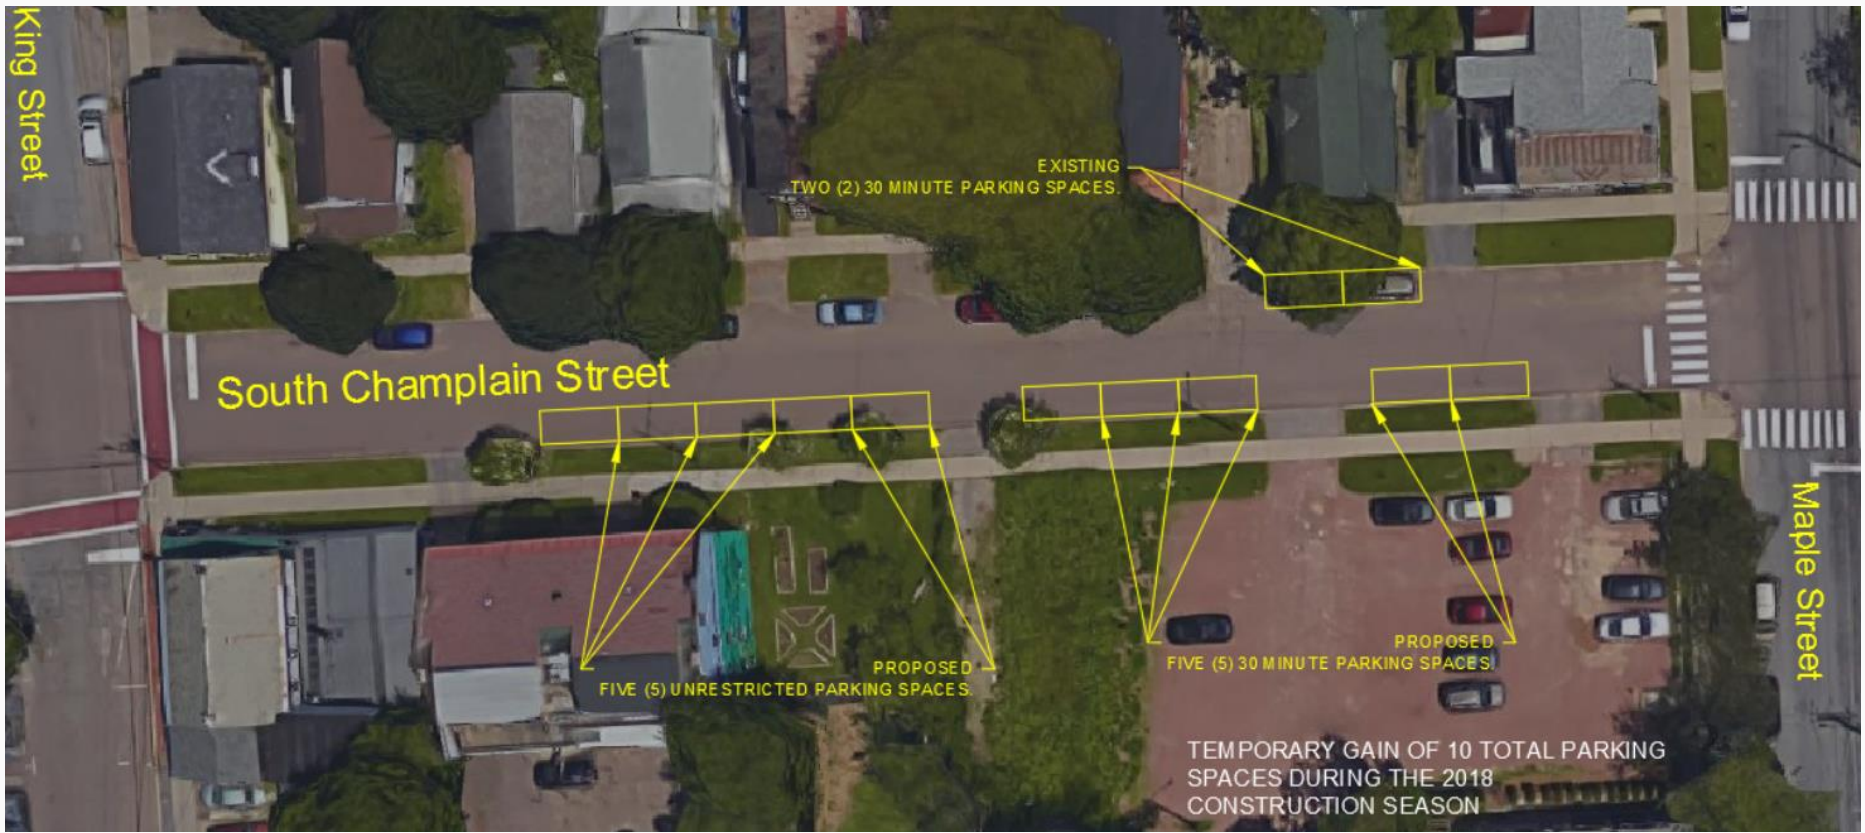 King Street
EXISTING
TWO (2) 30 MINUTE PARKING SPACES.
South Champlain Street
Maple Street
PROPOSED
FIVE (5) 30 MINUTE PARKING SPACES.
PROPOSED
FIVE (5) UNRESTRICTED PARKING SPACES.
TEMPORARY GAIN OF 10 TOTAL PARKING
SPACES DURING THE 2018
CONSTRUCTION SEASON